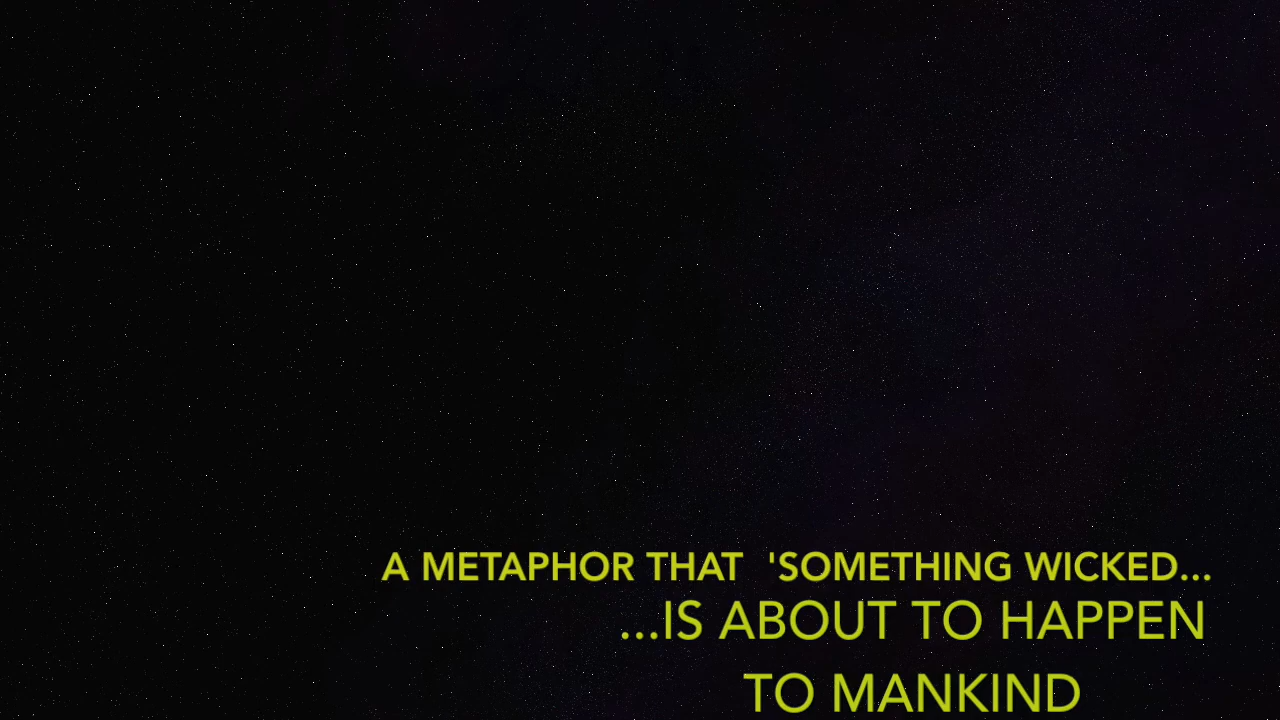 A METAPHOR THAT  'SOMETHING WICKED...
...IS ABOUT TO HAPPEN
TO MANKIND